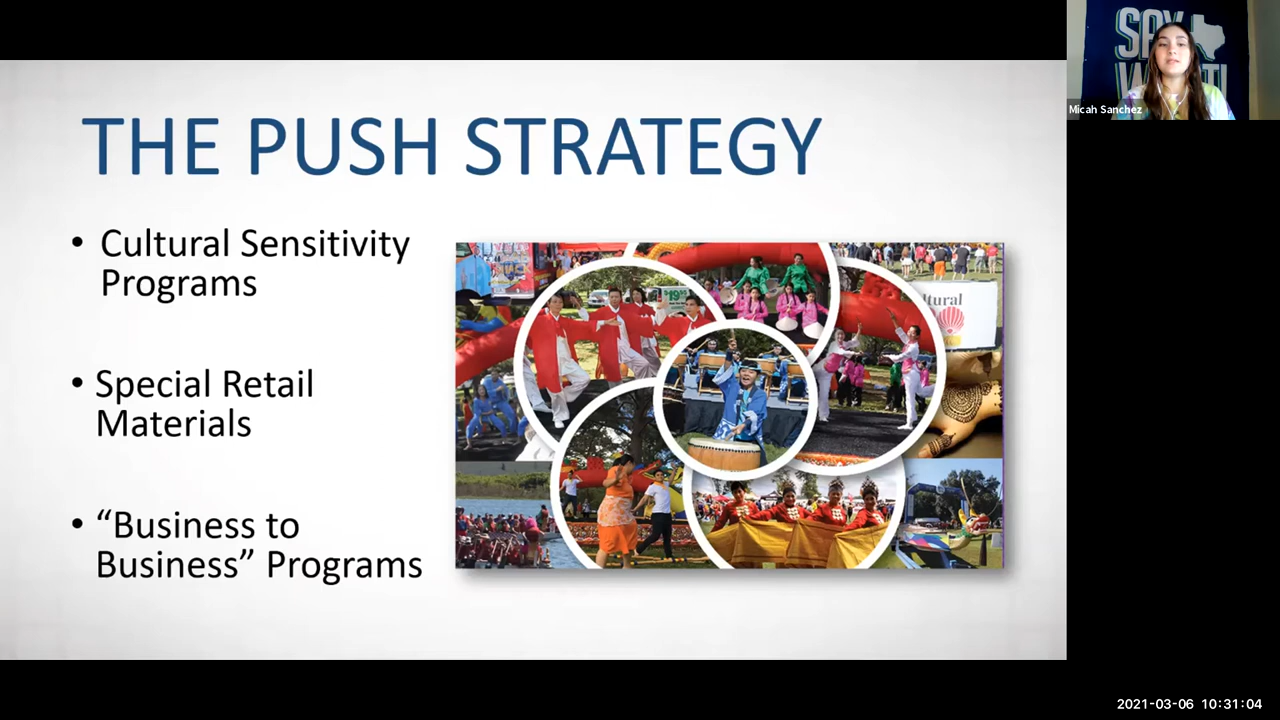 THE PUSH STRATEGY
• Cultural Sensitivity
Programs
• Special Retail
Materials
• “Business to
Business” Programs
$19
Micah Sanchez
2021-03-06 10:31:04